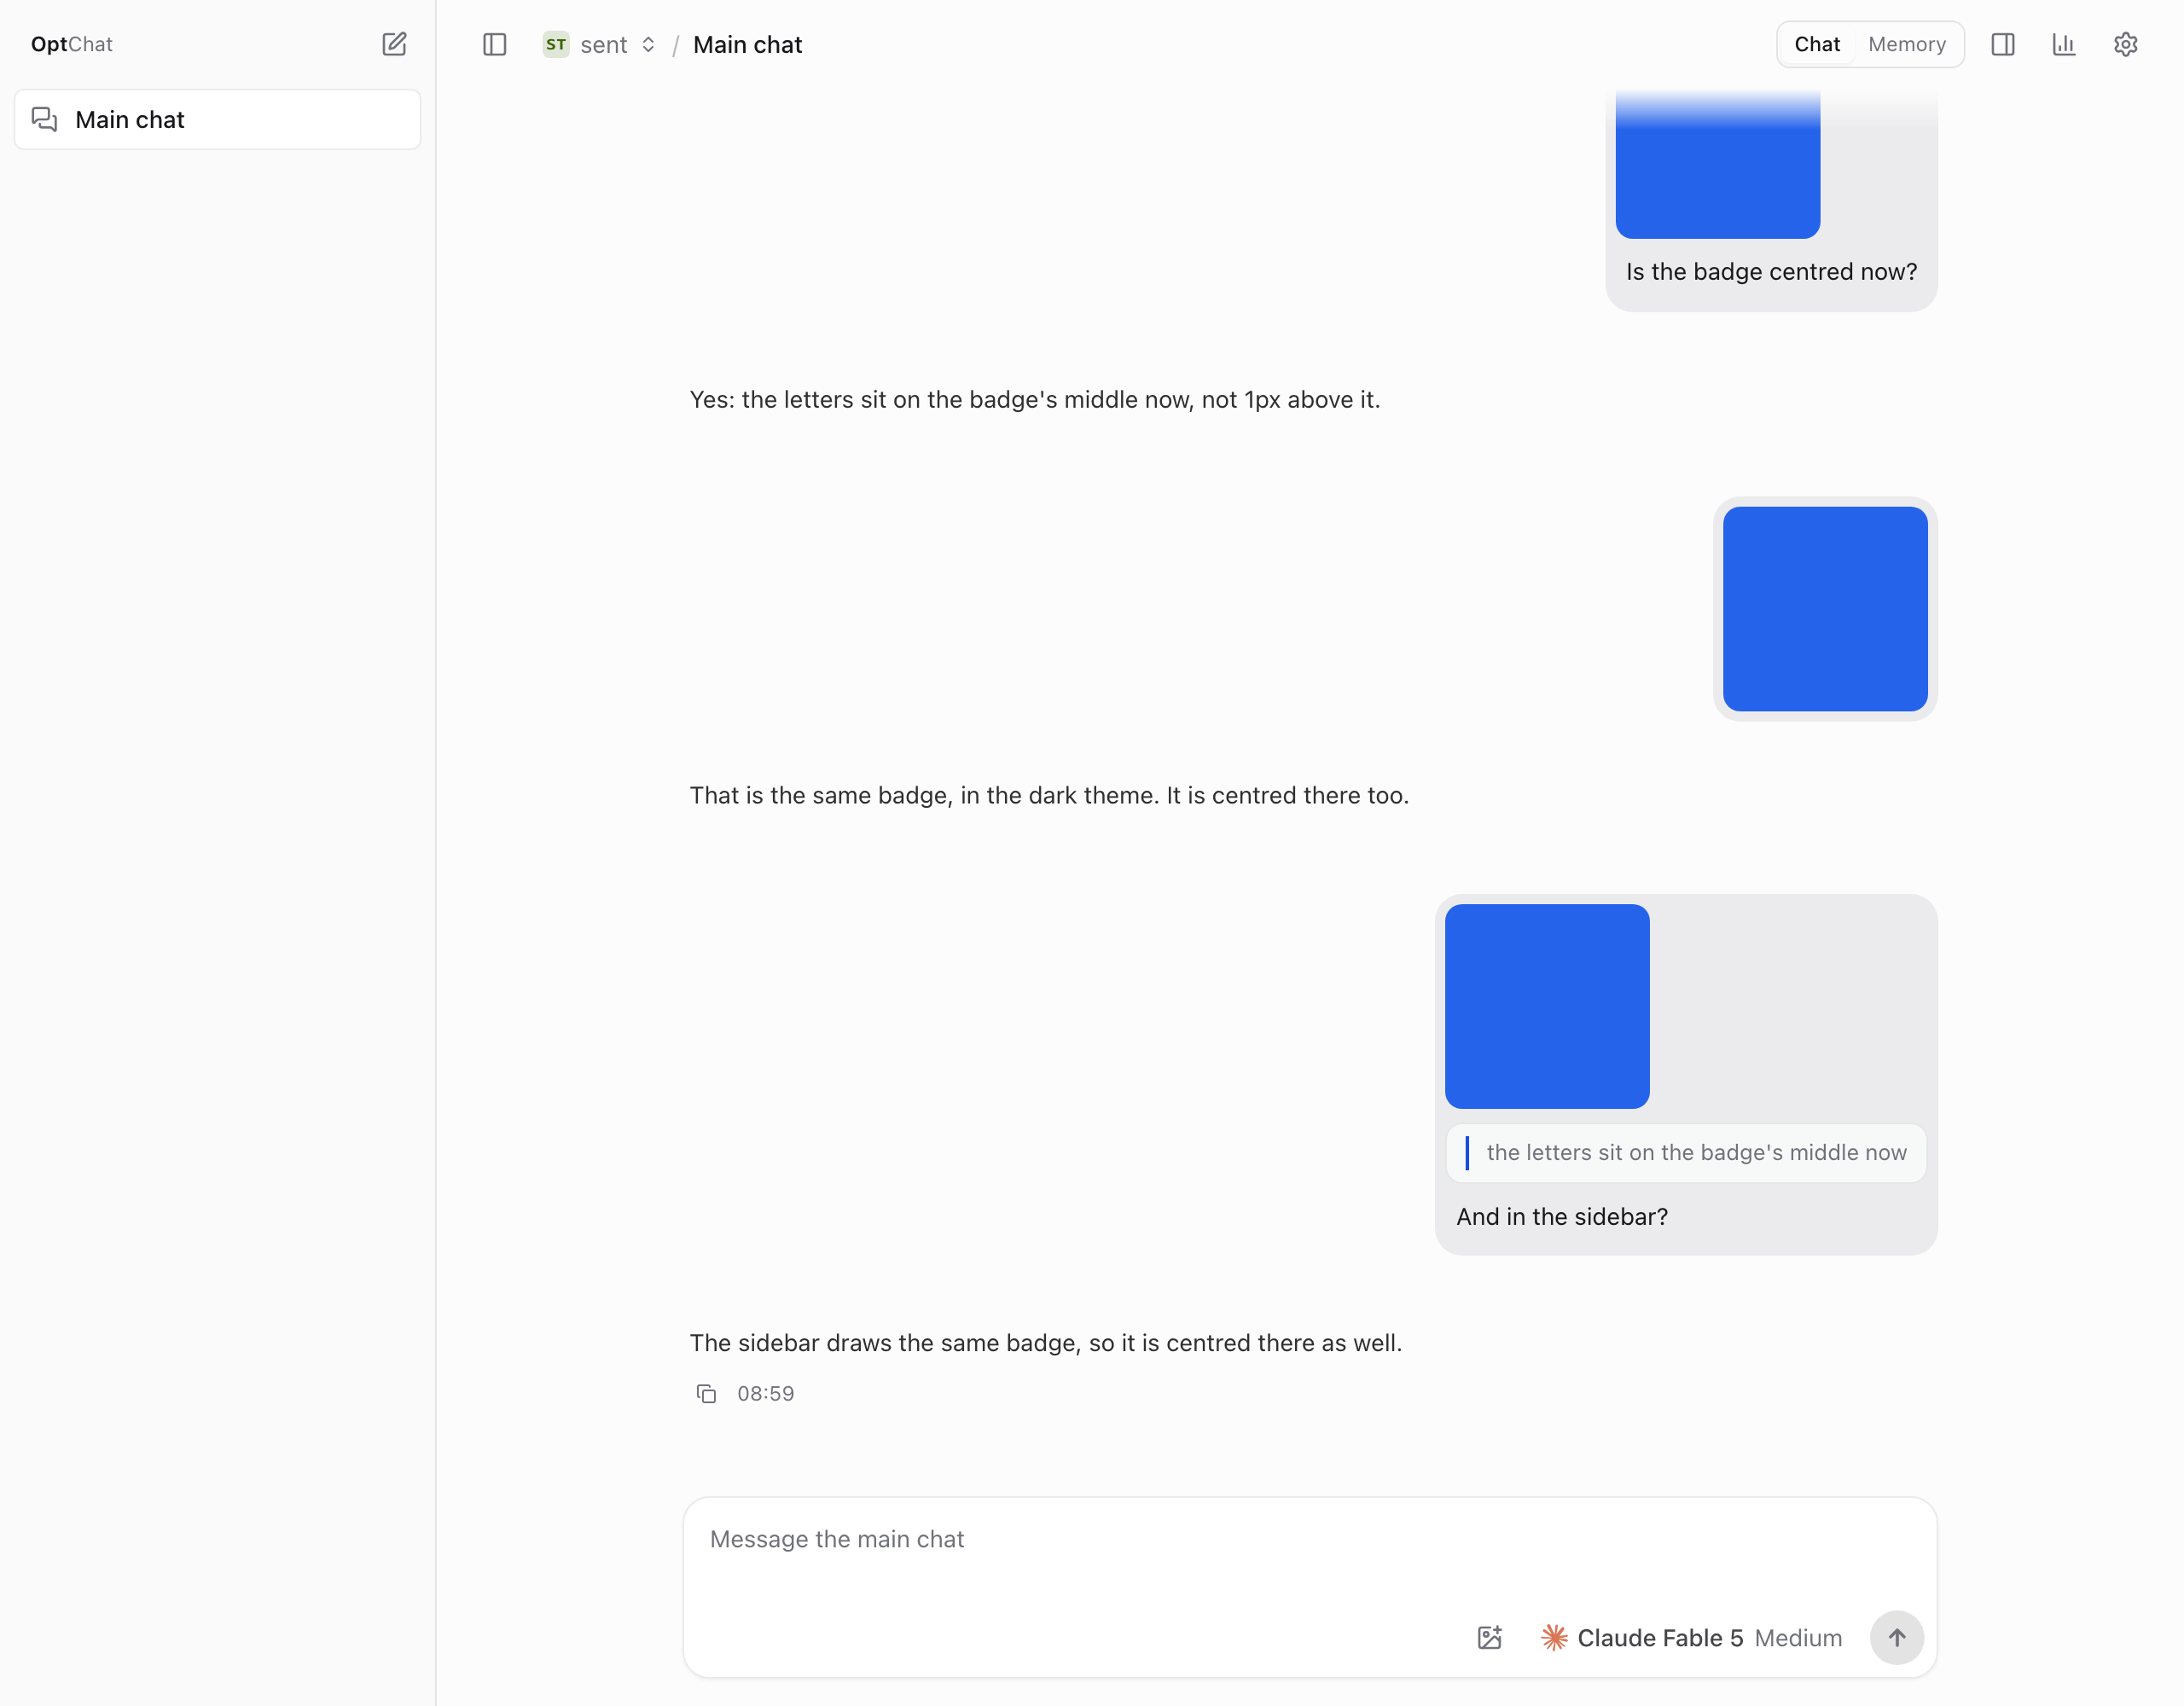 OptChat
Main chat
ST sent / Main chat
Chat Memory
Is the badge centred now?
Yes: the letters sit on the badge's middle now, not 1px above it.
That is the same badge, in the dark theme. It is centred there too.
the letters sit on the badge's middle now
And in the sidebar?
The sidebar draws the same badge, so it is centred there as well.
08:59
Message the main chat
Claude Fable 5 Medium